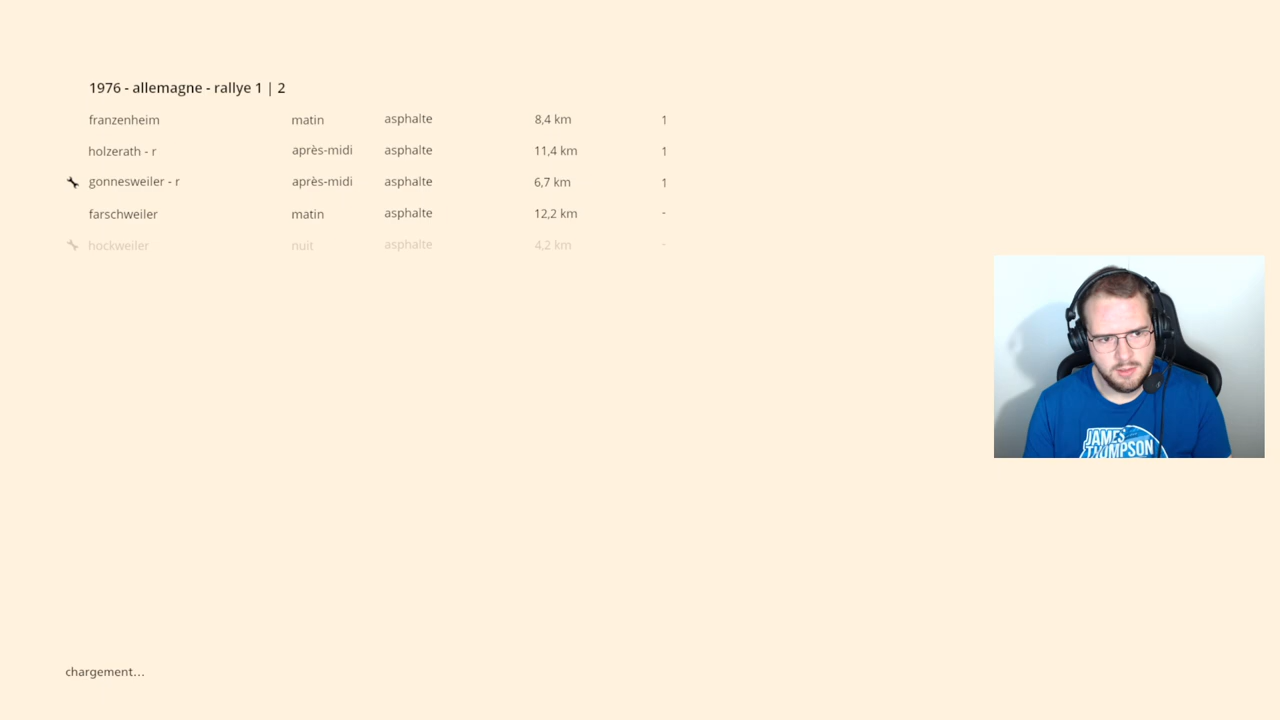 1976 - allemagne - rallye 1 | 2
franzenheim matin asphalte 8,4 km 1
holzerath - r après-midi asphalte 11,4 km 1
gonnesweiler - r après-midi asphalte 6,7 km 1
farschweiler matin asphalte 12,2 km -
hockweiler nuit asphalte 4,2 km -
JAMES
THOMPSON
chargement...